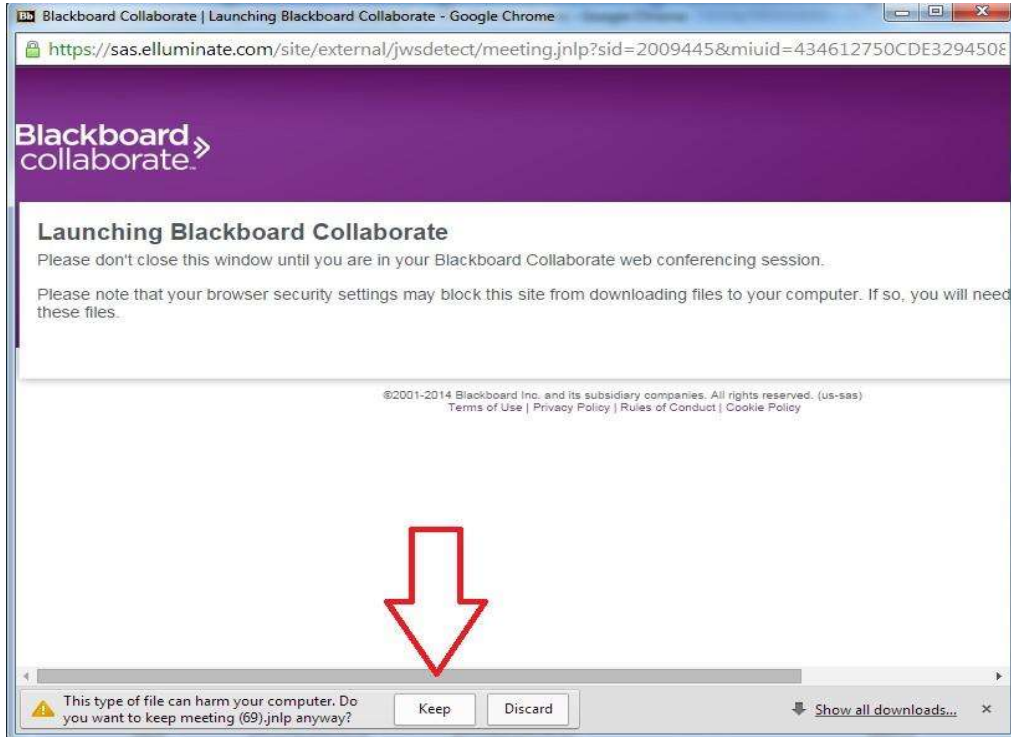 Blackboard Collaborate | Launching Blackboard Collaborate - Google Chrome
https://sas.elluminate.com/site/external/jwsdetect/meeting.jnlp?sid=2009445&miuid=434612750CDE3294508
Blackboard
collaborate™
Launching Blackboard Collaborate
Please don't close this window until you are in your Blackboard Collaborate web conferencing session.
Please note that your browser security settings may block this site from downloading files to your computer. If so, you will need
these files.
©2001-2014 Blackboard Inc. and its subsidiary companies. All rights reserved. (us-sas)
Terms of Use | Privacy Policy | Rules of Conduct | Cookie Policy
This type of file can harm your computer. Do
you want to keep meeting (69).jnlp anyway?
Keep
Discard
Show all downloads...